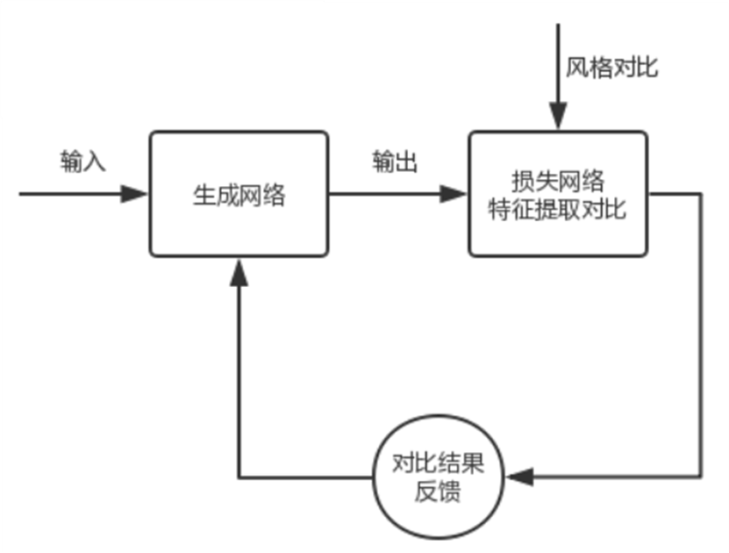 风格对比
输入
生成网络
输出
损失网络
特征提取对比
对比结果
反馈